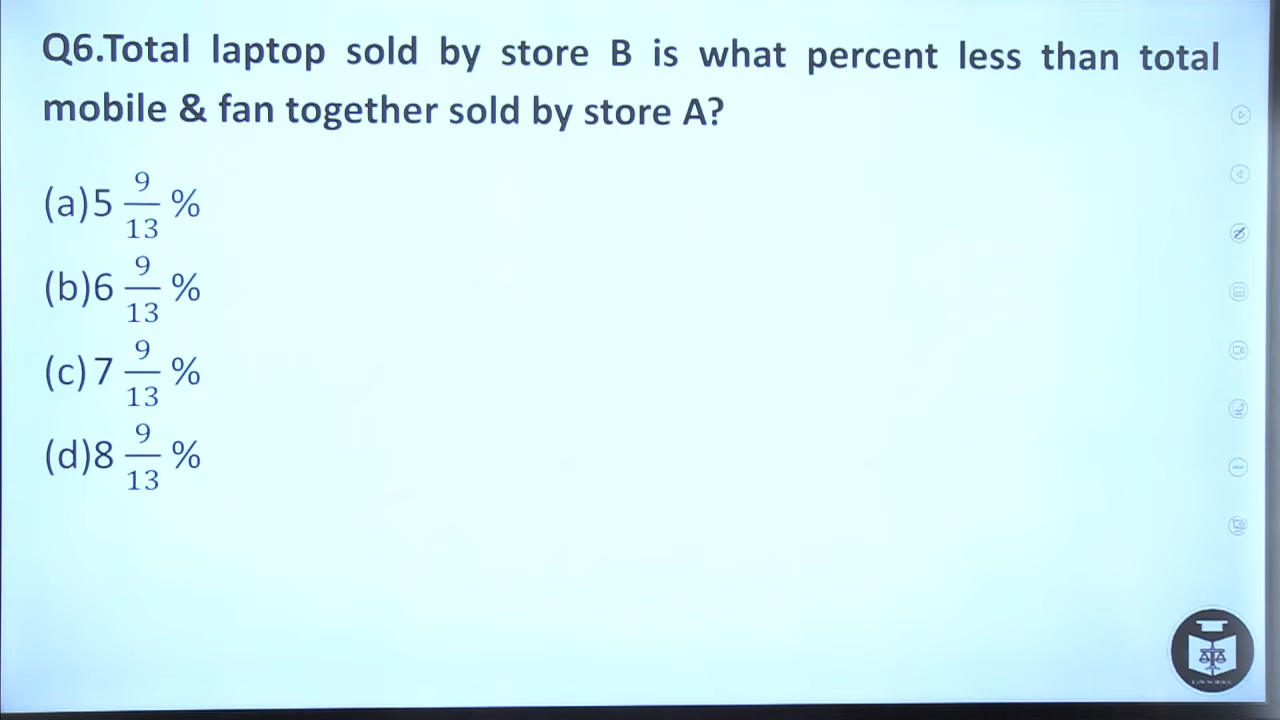 Q6.Total laptop sold by store B is what percent less than total
mobile & fan together sold by store A?
(a)5 9/13 %
(b)6 9/13 %
(c)7 9/13 %
(d)8 9/13 %